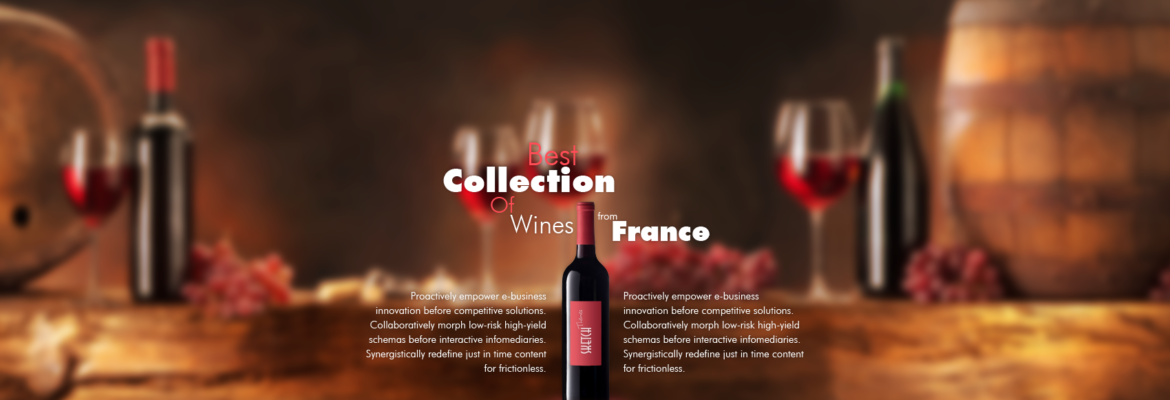 Best
Collection
Of
Wines
from
France
Proactively empower e-business
innovation before competitive solutions.
Collaboratively morph low-risk high-yield
schemas before interactive infomediaries.
Synergistically redefine just in time content
for frictionless.
Proactively empower e-business
innovation before competitive solutions.
Collaboratively morph low-risk high-yield
schemas before interactive infomediaries.
Synergistically redefine just in time content
for frictionless.
SKETCH